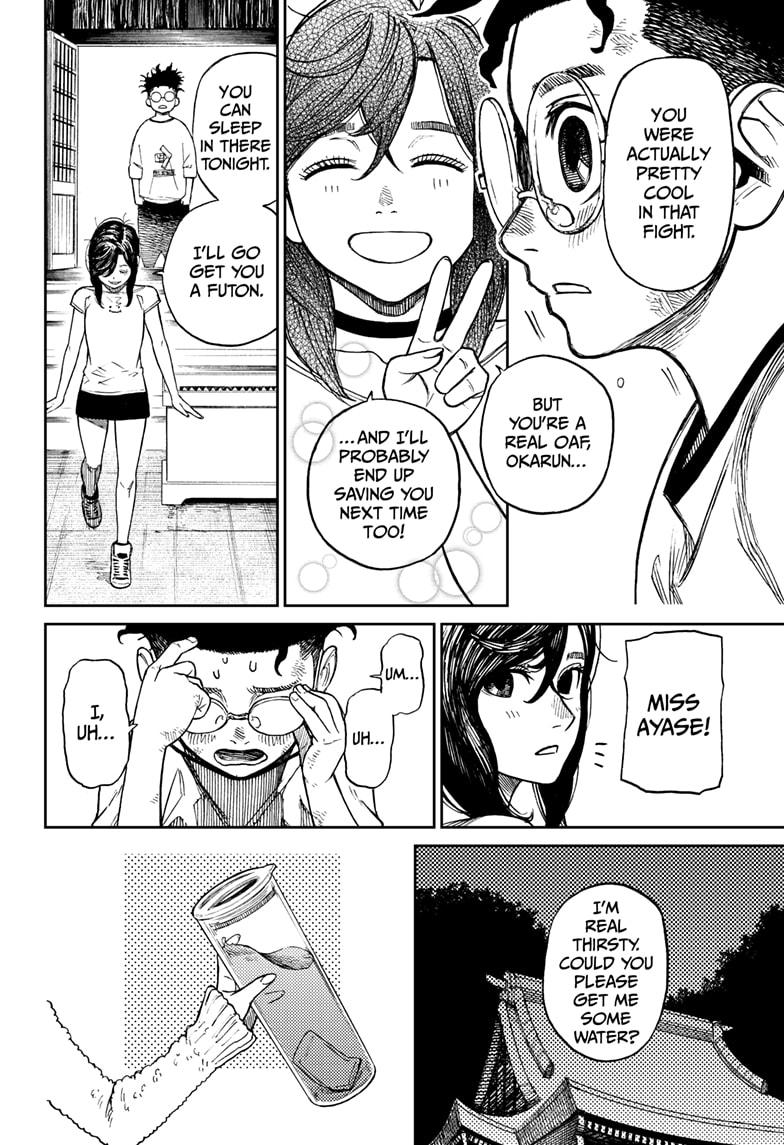 YOU
WERE
ACTUALLY
PRETTY
COOL
IN THAT
FIGHT.
BUT
YOU'RE A
REAL OAF,
OKARUN...
...AND I'LL
PROBABLY
END UP
SAVING YOU
NEXT TIME
TOO!
YOU
CAN
SLEEP
IN THERE
TONIGHT.
I'LL GO
GET YOU
A FUTON.
MISS
AYASE!
UM...
UH...
I,
UH...
I'M
REAL
THIRSTY.
COULD YOU
PLEASE
GET ME
SOME
WATER?